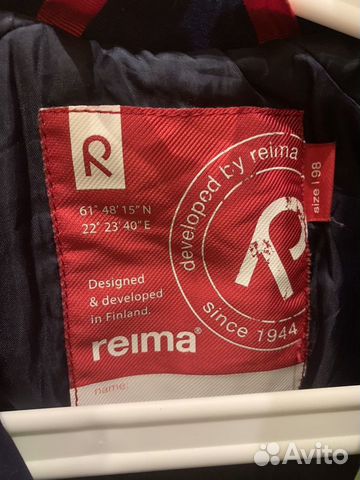 R
61° 48' 15" N
22° 23' 40" E
Designed
& developed
in Finland.
reima®
name:
developed by reima
R
since 1944
size | 98
Avito